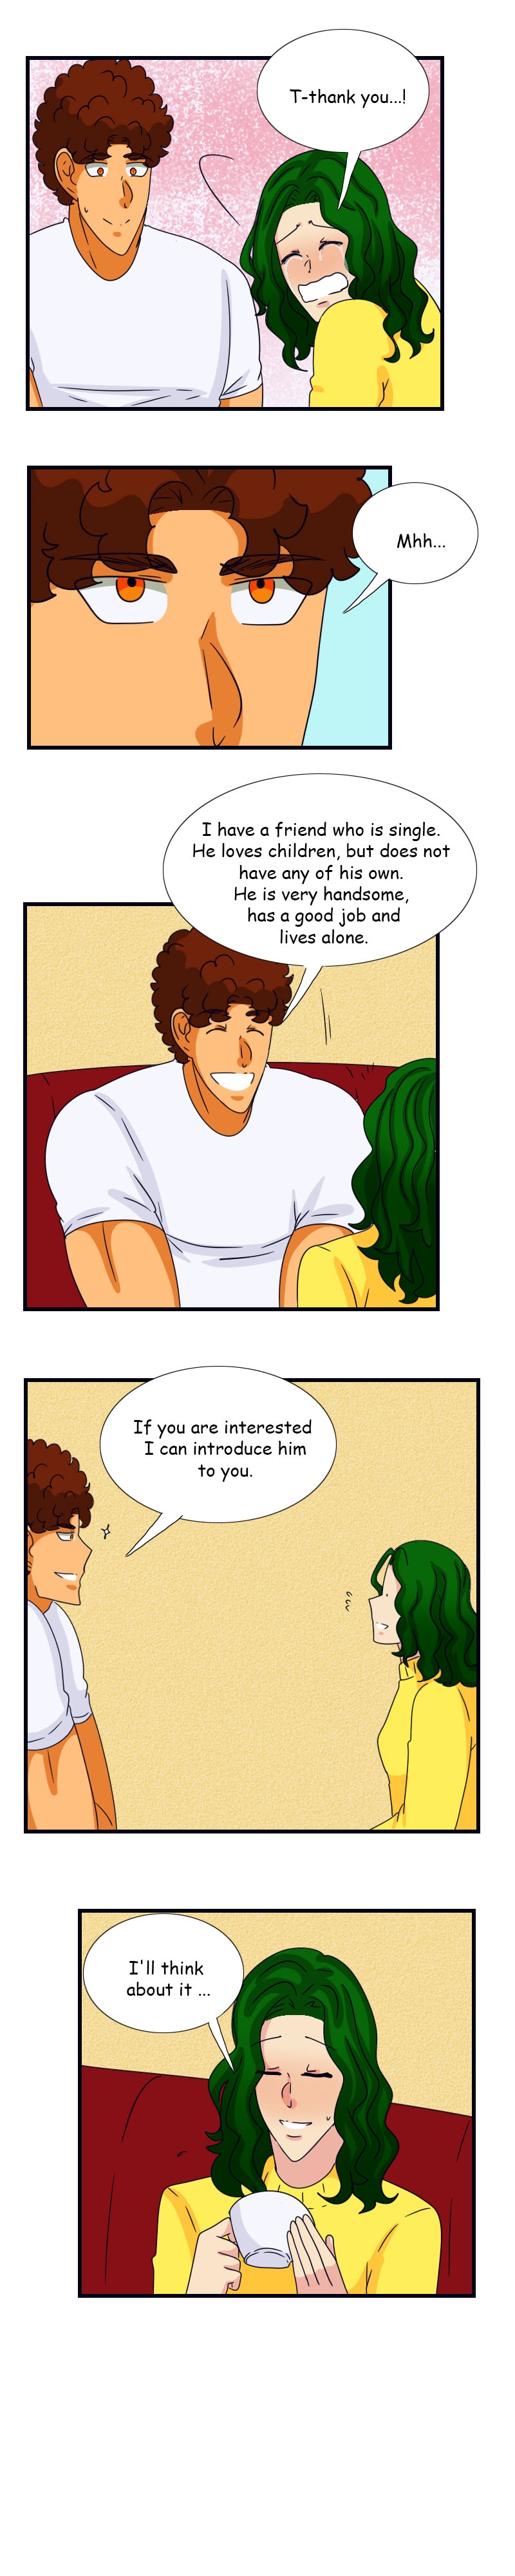 T-thank you...!
Mhh...
I have a friend who is single.
He loves children, but does not
have any of his own.
He is very handsome,
has a good job and
lives alone.
If you are interested
I can introduce him
to you.
I'll think
about it ...